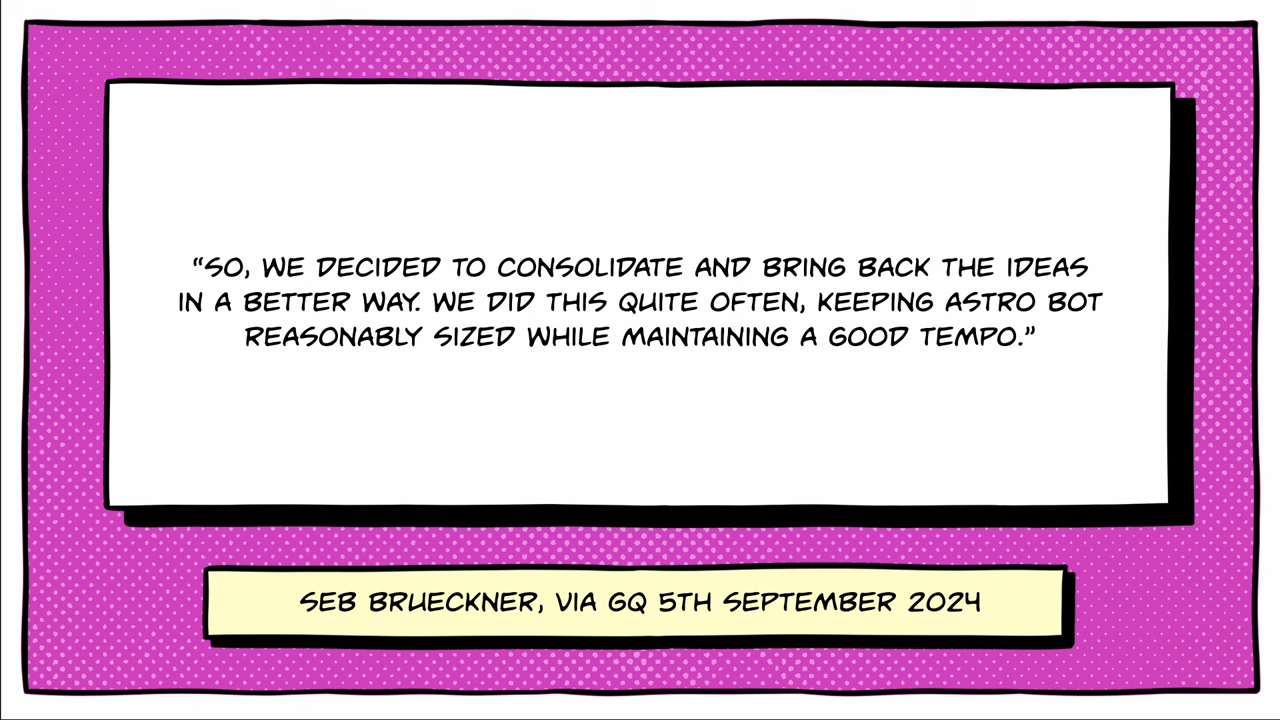 “SO, WE DECIDED TO CONSOLIDATE AND BRING BACK THE IDEAS
IN A BETTER WAY. WE DID THIS QUITE OFTEN, KEEPING ASTRO BOT
REASONABLY SIZED WHILE MAINTAINING A GOOD TEMPO.”
SEB BRUECKNER, VIA GQ 5TH SEPTEMBER 2024